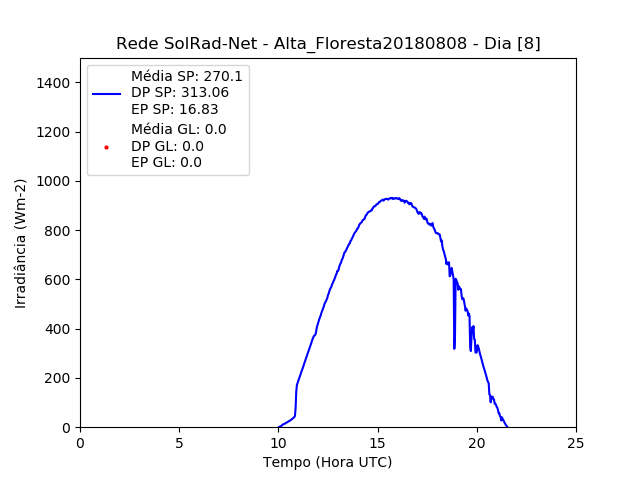 Rede SolRad-Net - Alta_Floresta20180808 - Dia [8]
Média SP: 270.1
DP SP: 313.06
EP SP: 16.83
Média GL: 0.0
DP GL: 0.0
EP GL: 0.0
1400
1200
1000
800
600
400
200
0
Irradiância (Wm-2)
0 5 10 15 20 25
Tempo (Hora UTC)